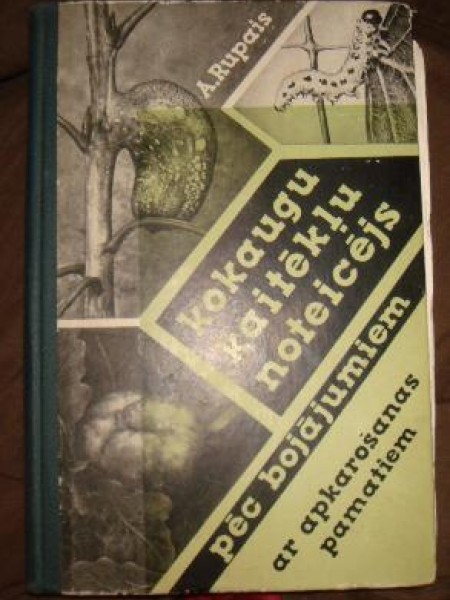 A.Rupais
kokaugu
kaitēkļu
noteicējs
pēc bojājumiem
ar apkarošanas
pamatiem